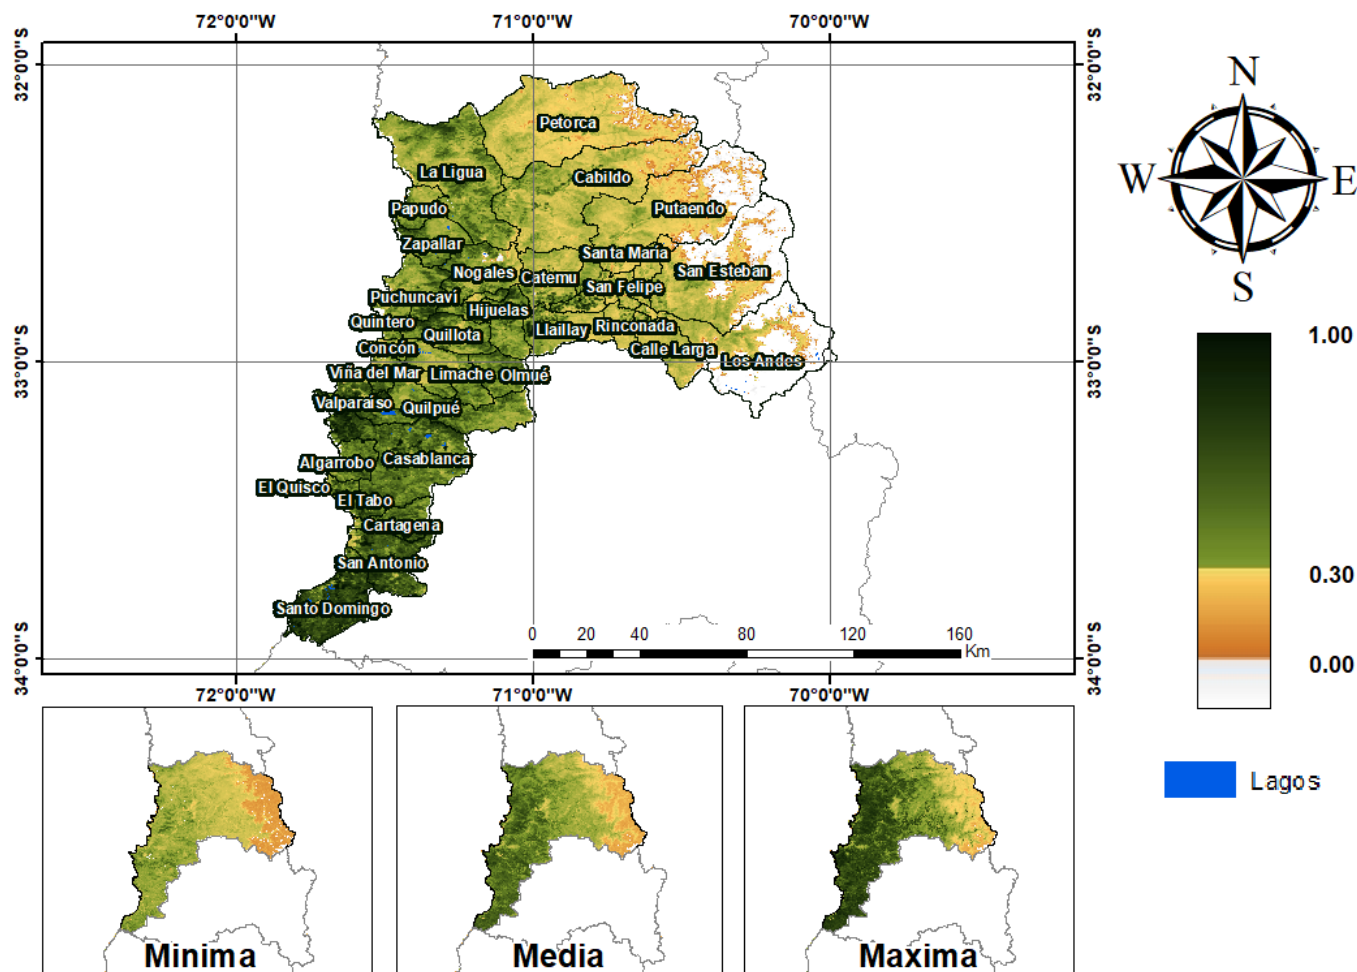 72°0'0"W
71°0'0"W
70°0'0"W
32°0'0"S
32°0'0"S
N
W
E
S
Petorca
La Ligua
Cabildo
Papudo
Putaendo
Zapallar
Santa María
Nogales
Catemu
San Esteban
San Felipe
Puchuncaví
Hijuelas
Quintero
Quillota
Llaillay
Rinconada
Concón
Calle Larga
Los Andes
33°0'0"S
33°0'0"S
Viña del Mar
Limache
Olmué
Valparaíso
Quilpué
Algarrobo
Casablanca
El Quisco
El Tabo
Cartagena
San Antonio
Santo Domingo
1.00
0.30
0.00
0 20 40 80 120 160
Km
34°0'0"S
34°0'0"S
72°0'0"W
71°0'0"W
70°0'0"W
Lagos
Minima
Media
Maxima